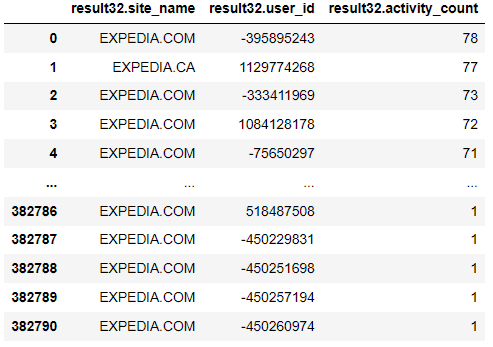 result32.site_name result32.user_id result32.activity_count
0 EXPEDIA.COM -395895243 78
1 EXPEDIA.CA 1129774268 77
2 EXPEDIA.COM -333411969 73
3 EXPEDIA.COM 1084128178 72
4 EXPEDIA.COM -75650297 71
... ... ... ...
382786 EXPEDIA.COM 518487508 1
382787 EXPEDIA.COM -450229831 1
382788 EXPEDIA.COM -450251698 1
382789 EXPEDIA.COM -450257194 1
382790 EXPEDIA.COM -450260974 1